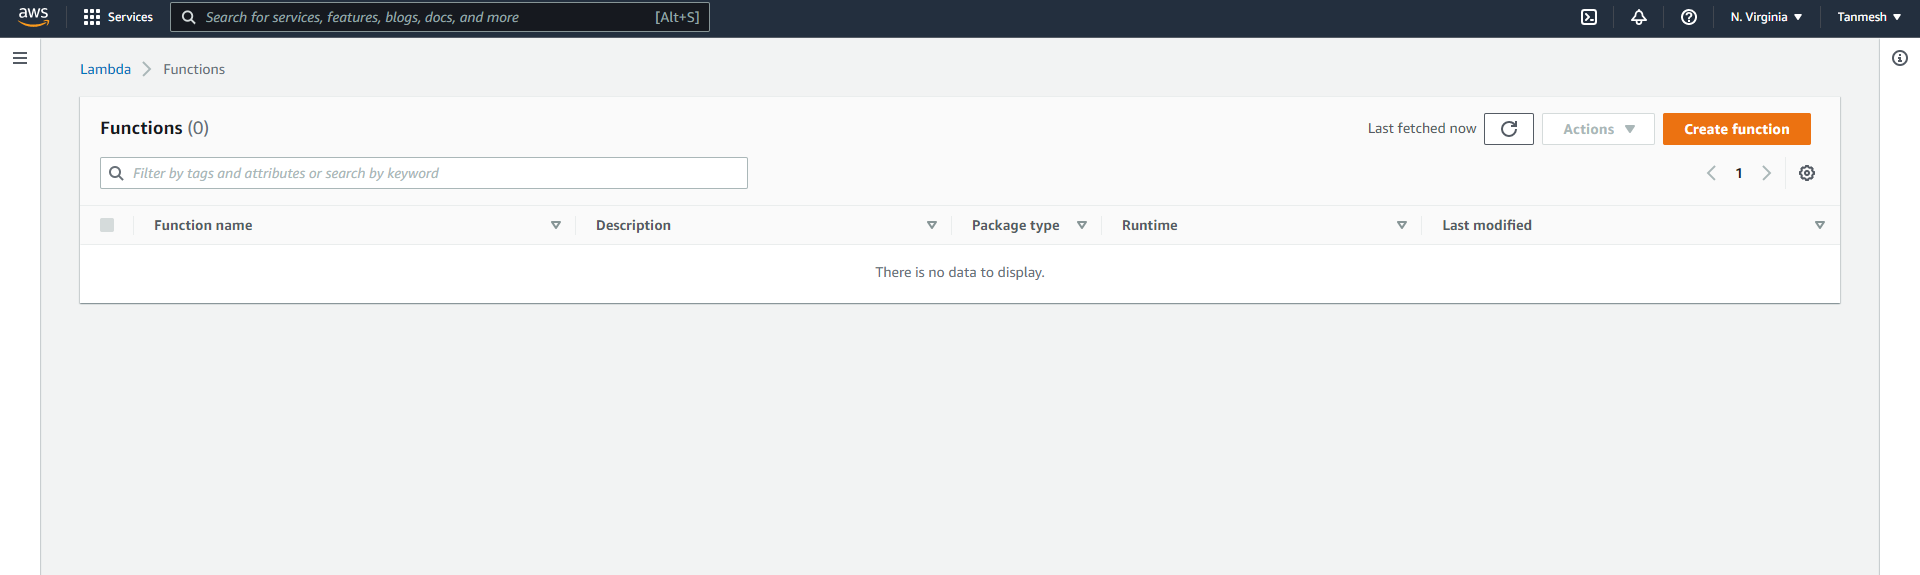 aws Services Search for services, features, blogs, docs, and more [Alt+S] N. Virginia Tanmesh
Lambda Functions
Functions (0) Last fetched now Actions Create function
Filter by tags and attributes or search by keyword 1
Function name Description Package type Runtime Last modified
There is no data to display.